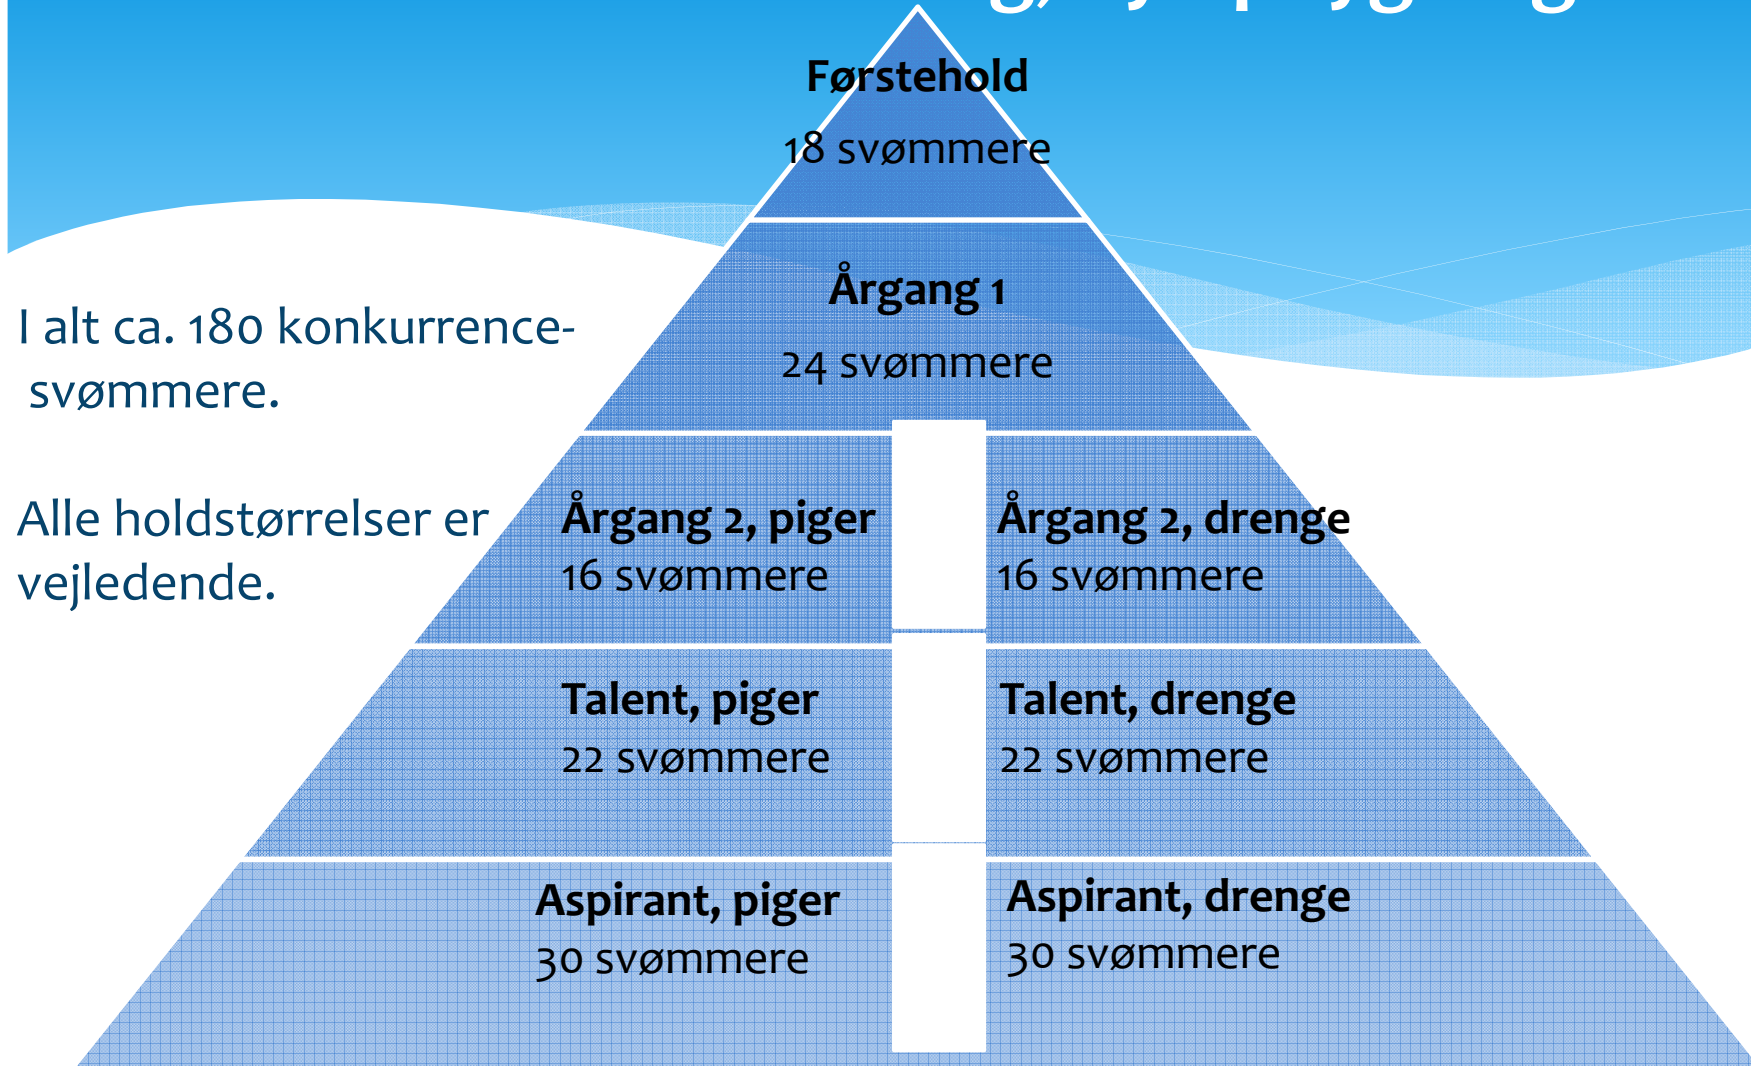 Førstehold
18 svømmere
Årgang 1
24 svømmere
I alt ca. 180 konkurrence-
svømmere.
Alle holdstørrelser er
vejledende.
Årgang 2, piger
16 svømmere
Årgang 2, drenge
16 svømmere
Talent, piger
22 svømmere
Talent, drenge
22 svømmere
Aspirant, piger
30 svømmere
Aspirant, drenge
30 svømmere